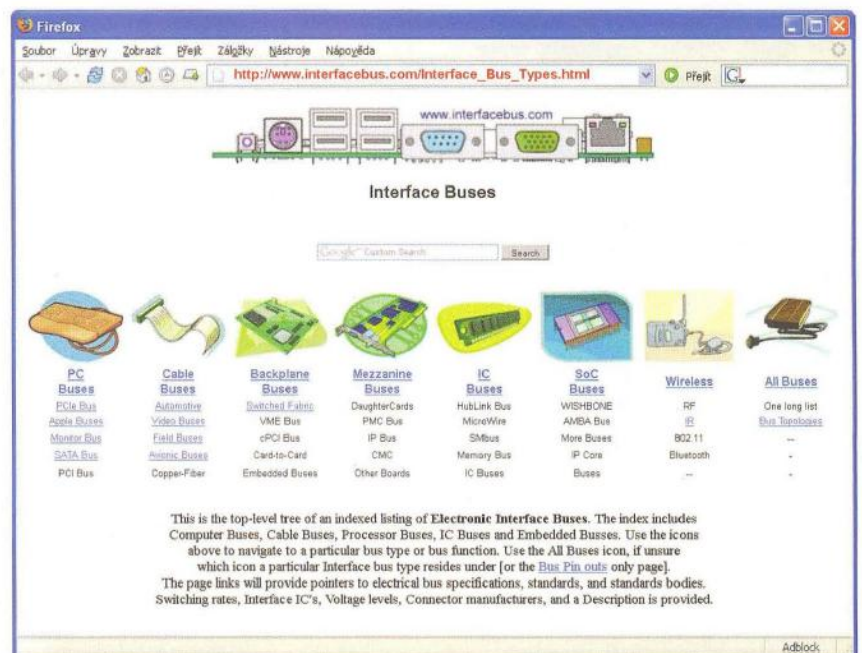 Firefox
Soubor Úpravy Zobrazit Přejít Záložky Nástroje Nápověda
http://www.interfacebus.com/Interface_Bus_Types.html Přejít G
www.interfacebus.com
Interface Buses
Google™ Custom Search Search
PC Buses
PCIe Bus
Apple Buses
Monitor Bus
SATA Bus
PCI Bus
Cable Buses
Automotive
Video Buses
Field Buses
Avionic Buses
Copper-Fiber
Backplane Buses
Switched Fabric
VME Bus
cPCI Bus
Card-to-Card
Embedded Buses
Mezzanine Buses
DaughterCards
PMC Bus
IP Bus
CMC
Other Boards
IC Buses
HubLink Bus
MicroWire
SMbus
Memory Bus
IC Buses
SoC Buses
WISHBONE
AMBA Bus
More Buses
IP Core
Buses
Wireless
RF
IR
802.11
Bluetooth
--
All Buses
One long list
Bus Topologies
--
-
-
This is the top-level tree of an indexed listing of Electronic Interface Buses. The index includes
Computer Buses, Cable Buses, Processor Buses, IC Buses and Embedded Busses. Use the icons
above to navigate to a particular bus type or bus function. Use the All Buses icon, if unsure
which icon a particular Interface bus type resides under [or the Bus Pin outs only page].
The page links will provide pointers to electrical bus specifications, standards, and standards bodies.
Switching rates, Interface IC's, Voltage levels, Connector manufacturers, and a Description is provided.
Adblock